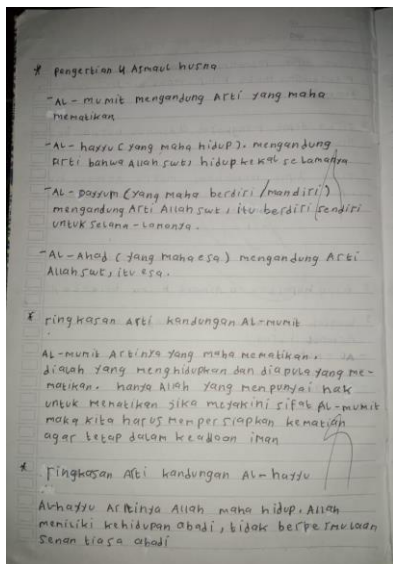 * Pengertian 4 Asmaul husna
-AL-mumit mengandung Arti yang maha
mematikan
-AL-hayyu (yang maha hidup). mengandung
Arti bahwa Allah swt, hidup kekal selamanya
-AL-Qayyum (yang maha berdiri/mandiri)
mengandung Arti Allah swt, itu berdiri sendiri
untuk selama-lamanya.
-AL-Ahad (yang maha esa) mengandung Arti
Allah swt, itu esa.
* ringkasan Arti kandungan AL-mumit
AL-mumit Artinya yang maha mematikan.
dialah yang menghidupkan dan diapula yang me-
matikan. hanya Allah yang mempunyai hak
untuk mematikan jika meyakini sifat AL-mumit
maka kita harus mempersiapkan kematian
agar tetap dalam keadaan iman
* ringkasan Arti kandungan AL-hayyu
AL-hayyu Artinya Allah maha hidup. Allah
memiliki kehidupan abadi, tidak berpermulaan
senantiasa abadi